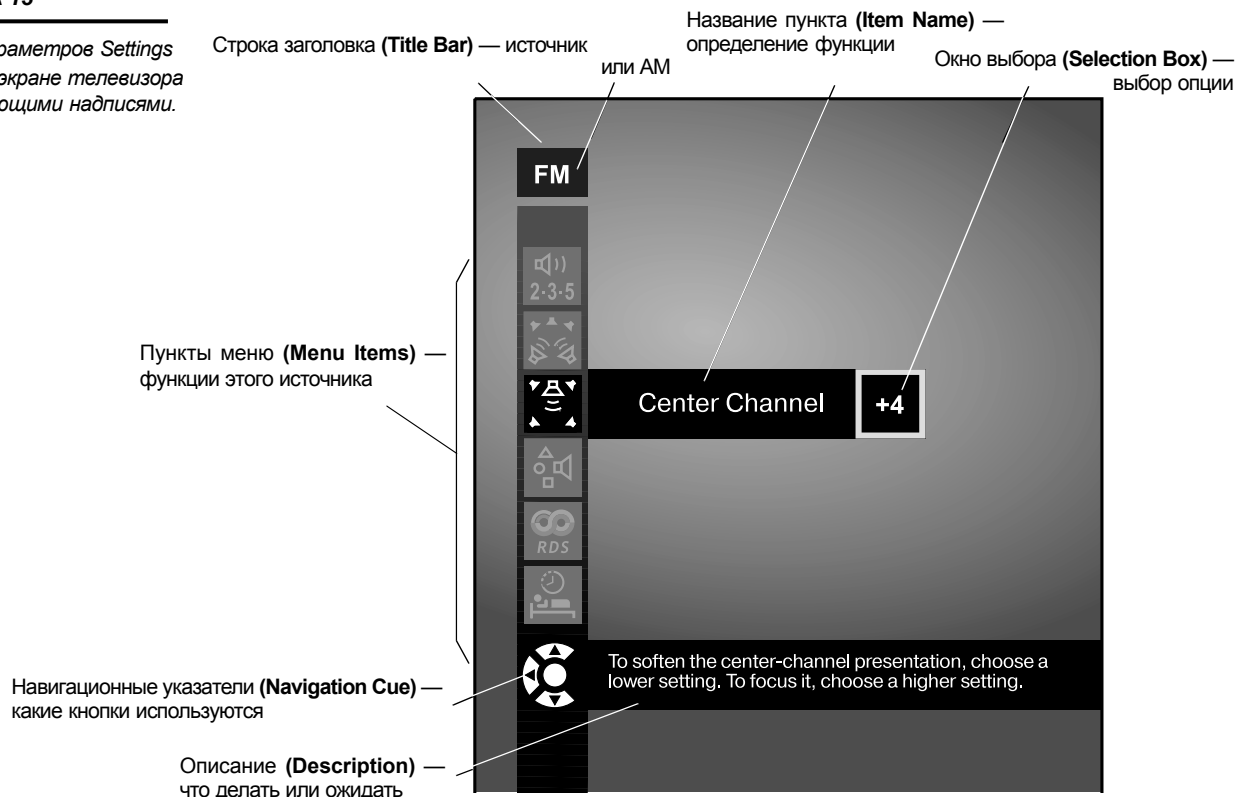 15
Settings
экране телевизора
надписями.
Строка заголовка (Title Bar) — источник
или AM
Название пункта (Item Name) —
определение функции
Окно выбора (Selection Box) —
выбор опции
FM
2·3·5
Пункты меню (Menu Items) —
функции этого источника
Center Channel
+4
RDS
To soften the center-channel presentation, choose a
lower setting. To focus it, choose a higher setting.
Навигационные указатели (Navigation Cue) —
какие кнопки используются
Описание (Description) —
что делать или ожидать